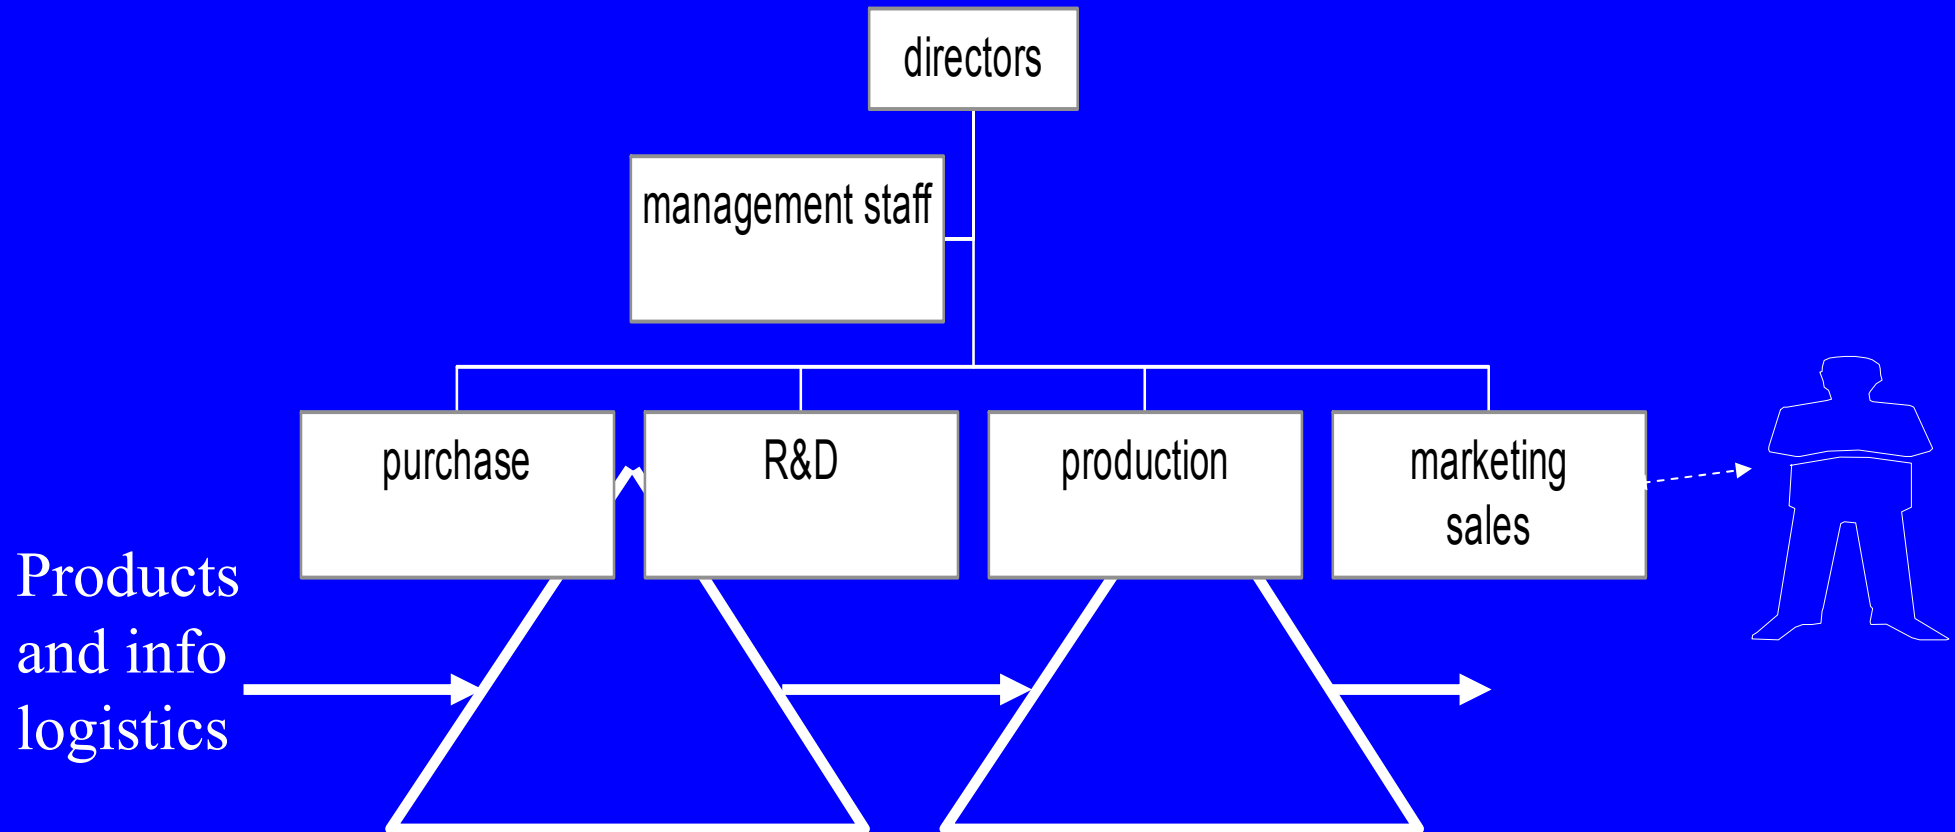 directors
management staff
purchase
R&D
production
marketing
sales
Products
and info
logistics